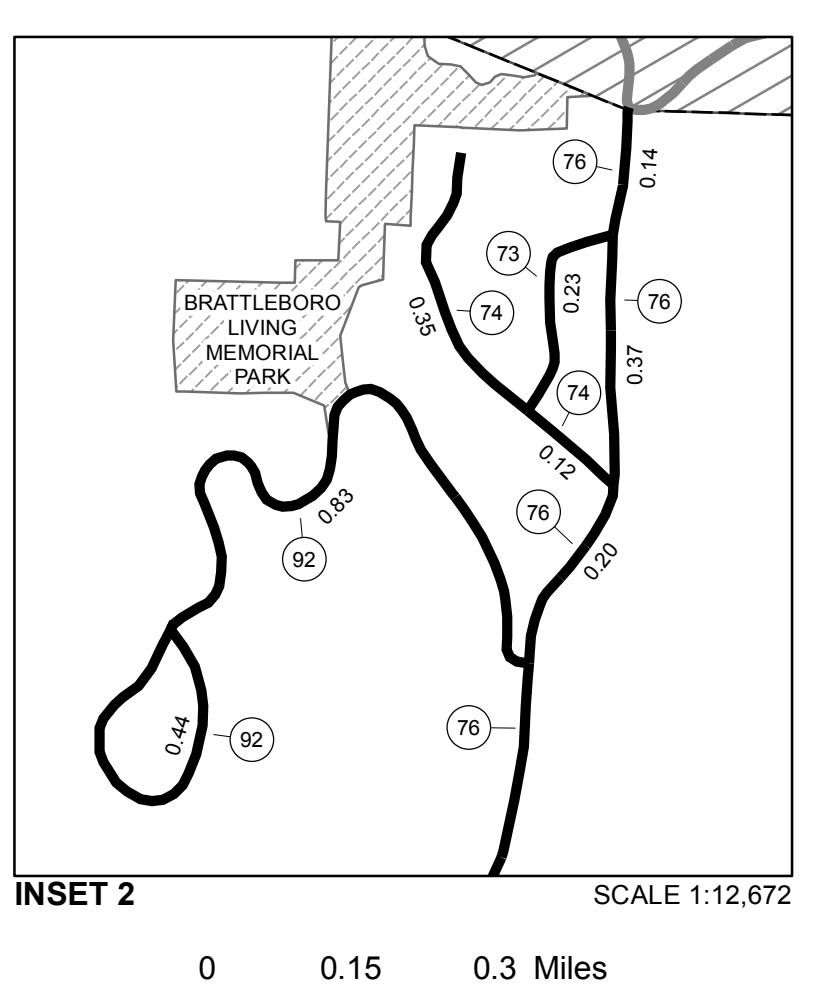 76
0.14
73
0.23
76
0.35
74
BRATTLEBORO
LIVING
MEMORIAL
PARK
0.37
74
0.12
76
0.83
92
0.20
76
0.44
92
INSET 2
SCALE 1:12,672
0 0.15 0.3 Miles